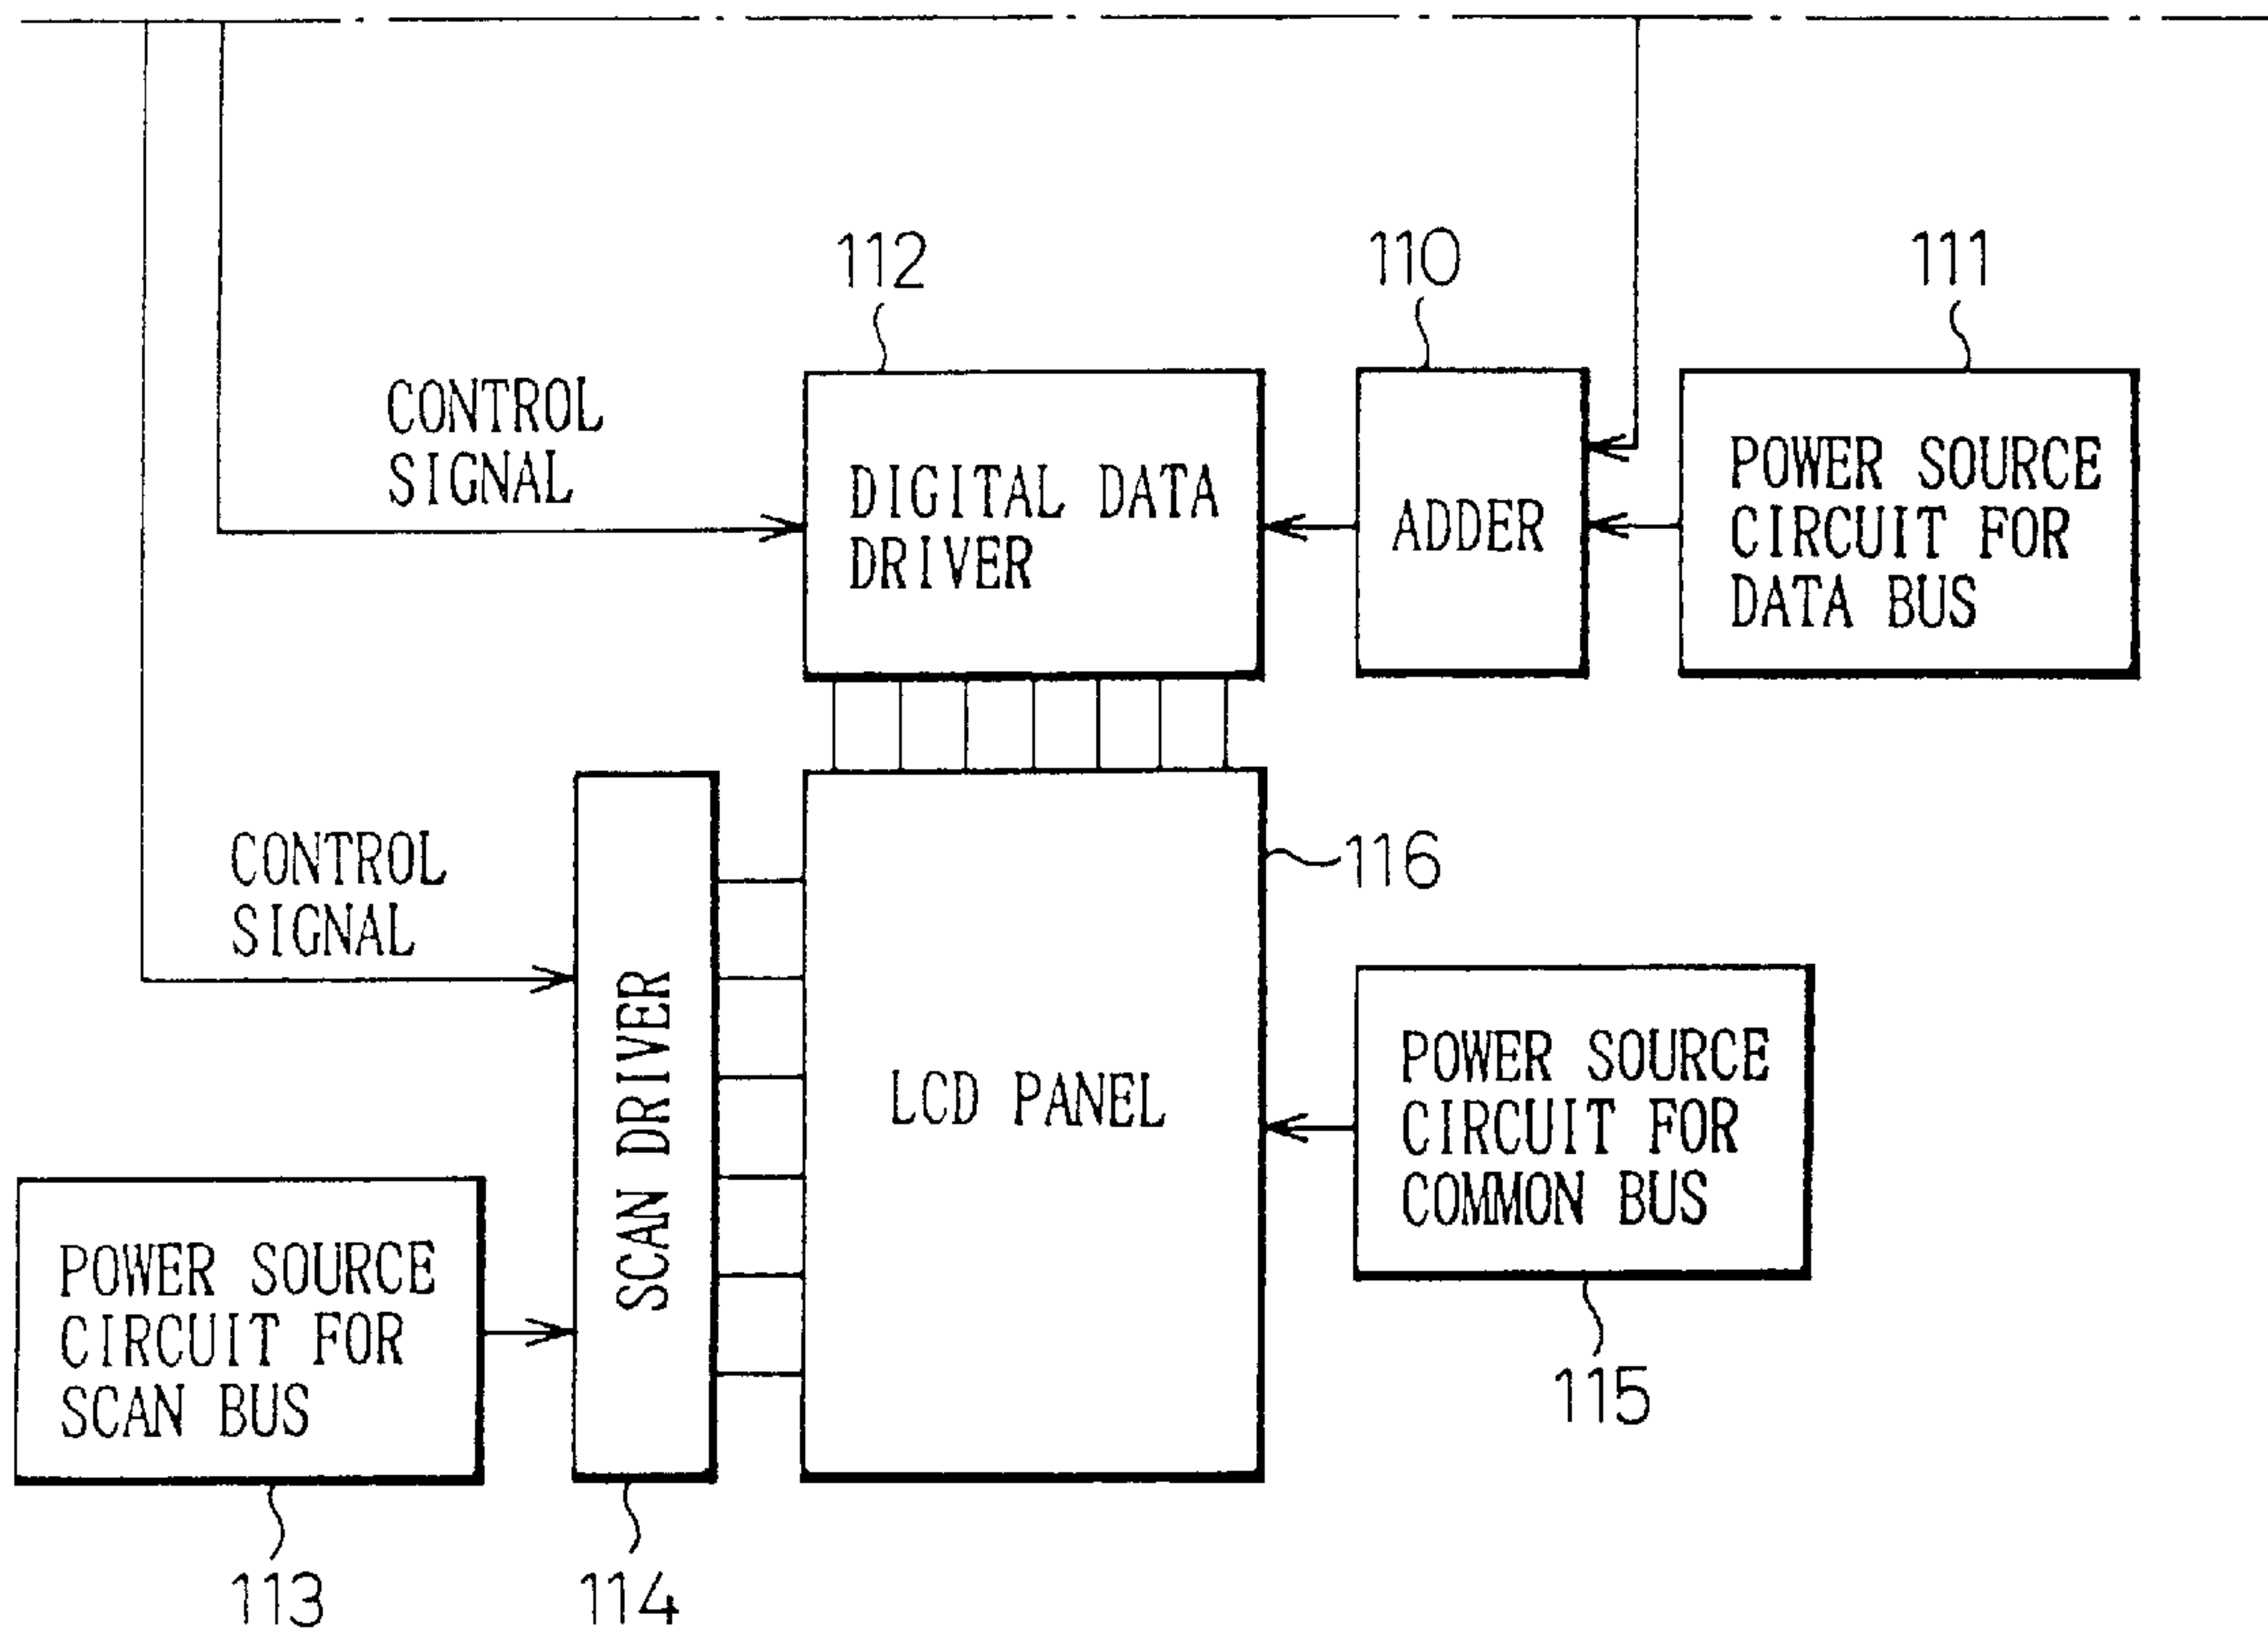 112
110
111
CONTROL
SIGNAL
DIGITAL DATA
DRIVER
ADDER
POWER SOURCE
CIRCUIT FOR
DATA BUS
CONTROL
SIGNAL
116
SCAN DRIVER
LCD PANEL
POWER SOURCE
CIRCUIT FOR
COMMON BUS
115
POWER SOURCE
CIRCUIT FOR
SCAN BUS
113
114